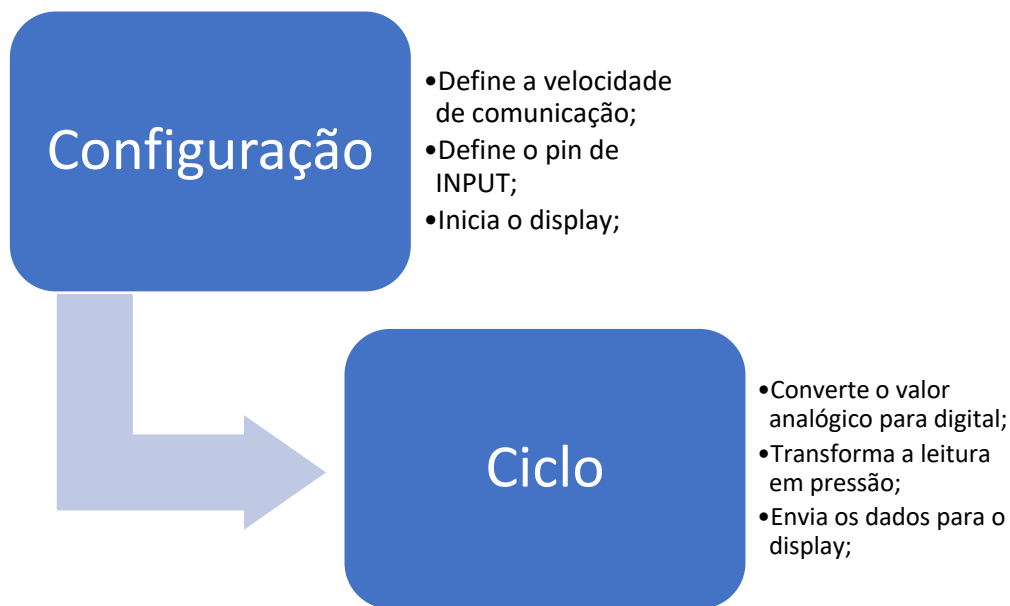 Configuração
•Define a velocidade
de comunicação;
•Define o pin de
INPUT;
•Inicia o display;
Ciclo
•Converte o valor
analógico para digital;
•Transforma a leitura
em pressão;
•Envia os dados para o
display;